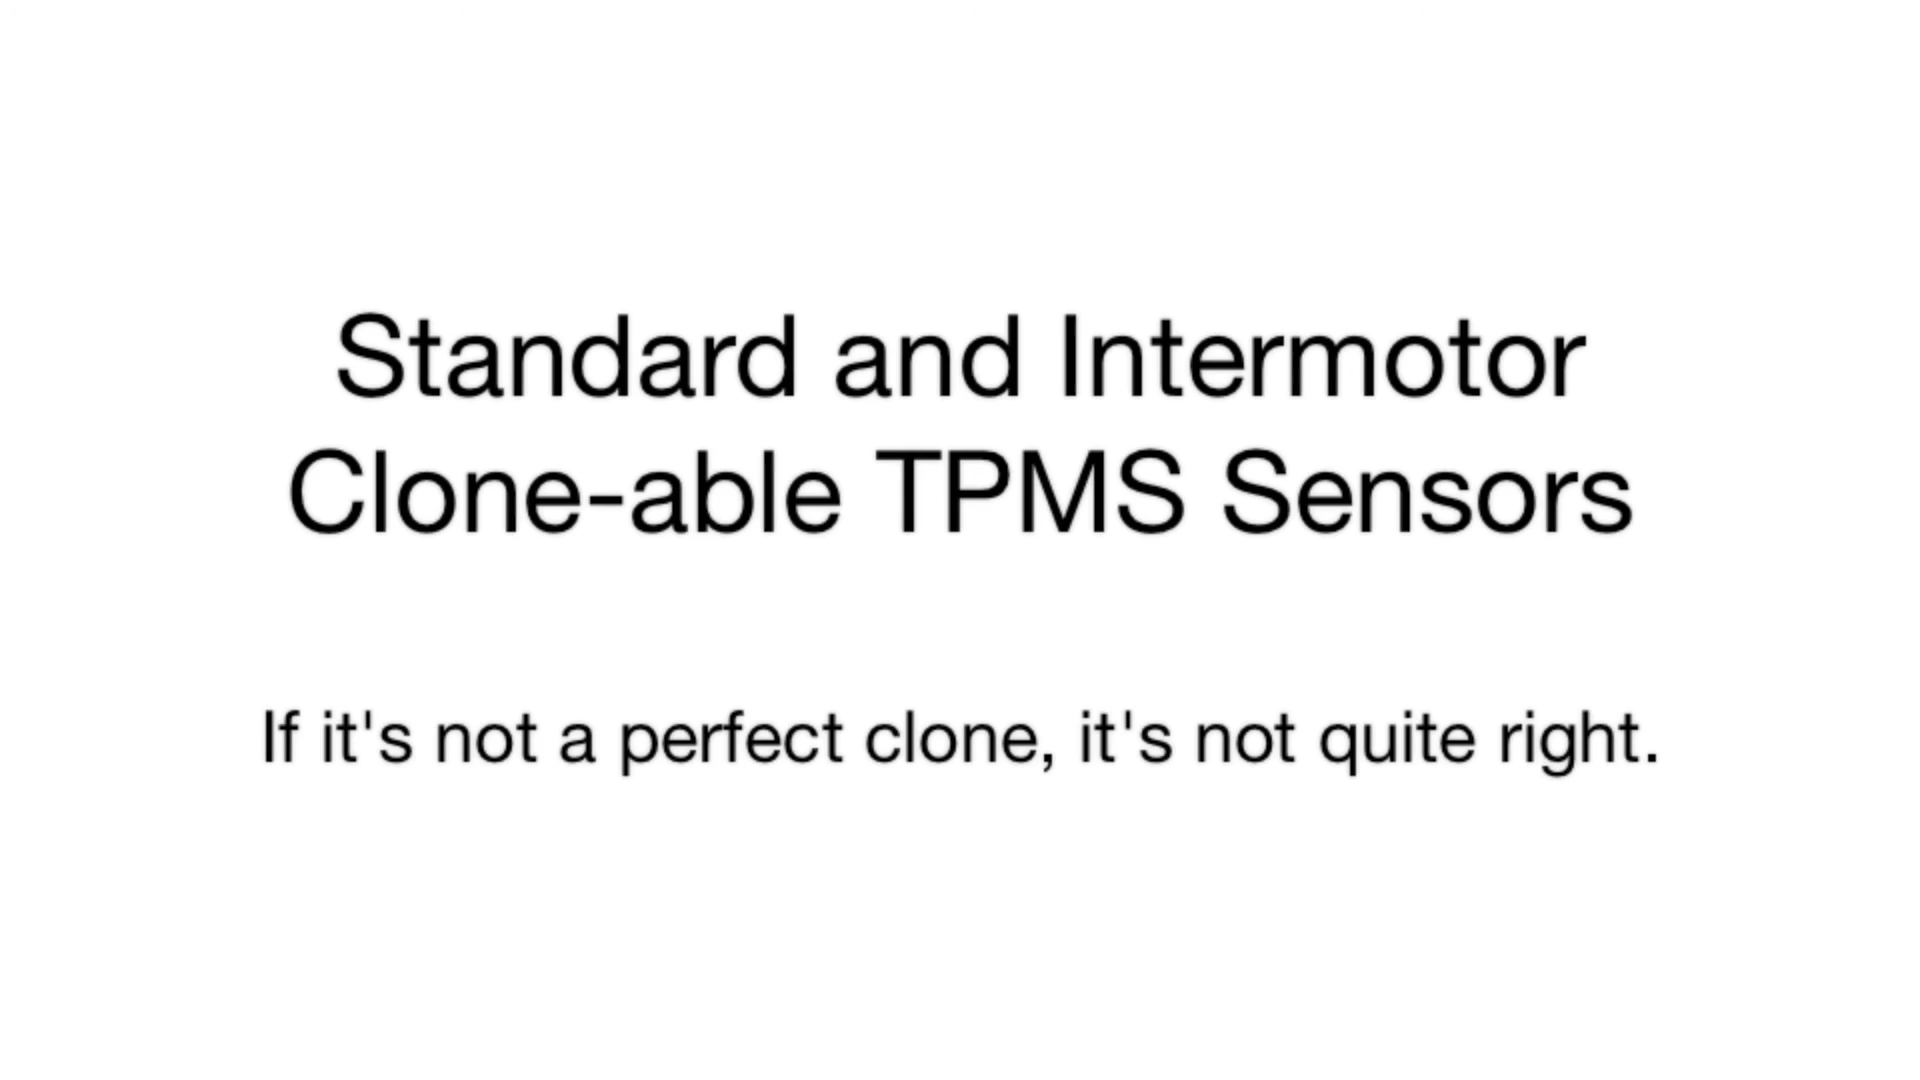 Standard and Intermotor
Clone-able TPMS Sensors
If it's not a perfect clone, it's not quite right.